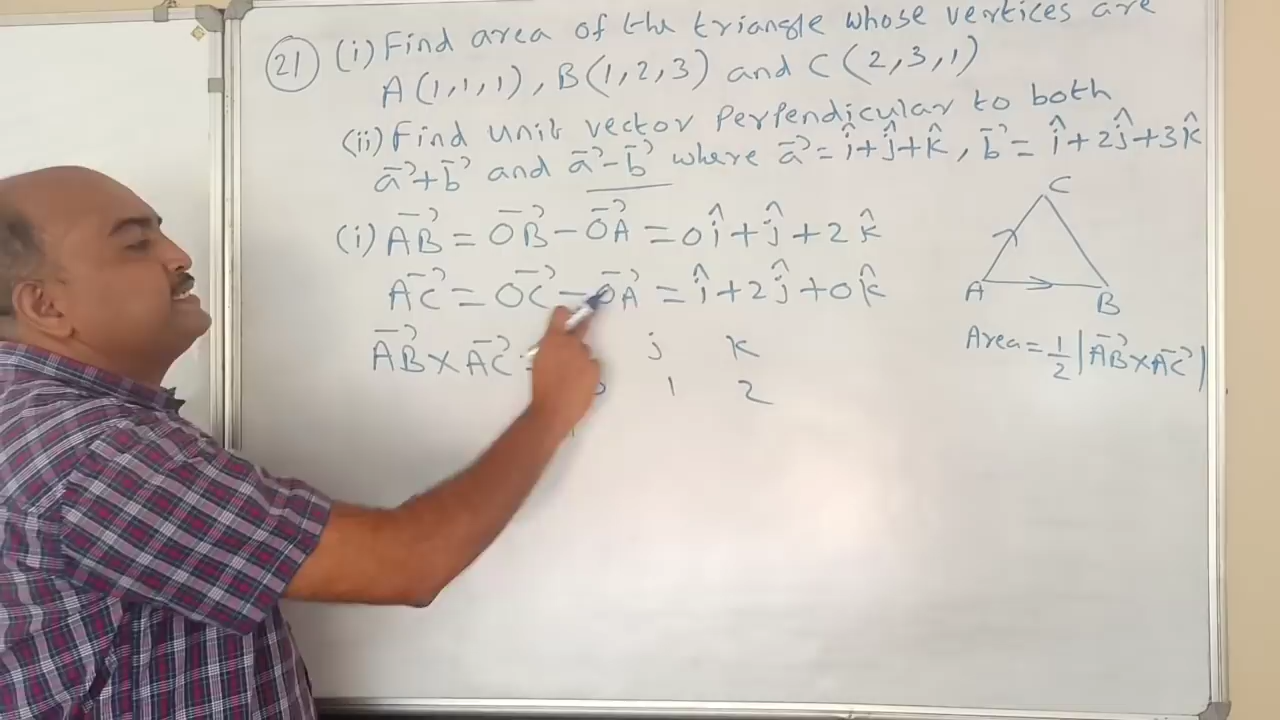 21 (i) Find area of the triangle whose vertices are
A(1,1,1), B(1,2,3) and C(2,3,1)
(ii) Find unit vector Perpendicular to both
a⃗+b⃗ and a⃗-b⃗ where a⃗=î+ĵ+k̂, b⃗=î+2ĵ+3k̂
(i) AB⃗ = OB⃗ - OA⃗ = 0î+ĵ+2k̂
AC⃗ = OC⃗ - OA⃗ = î+2ĵ+0k̂
AB⃗ × AC⃗ = j k
0 1 2
C
A
B
Area = 1/2 |AB⃗ × AC⃗|